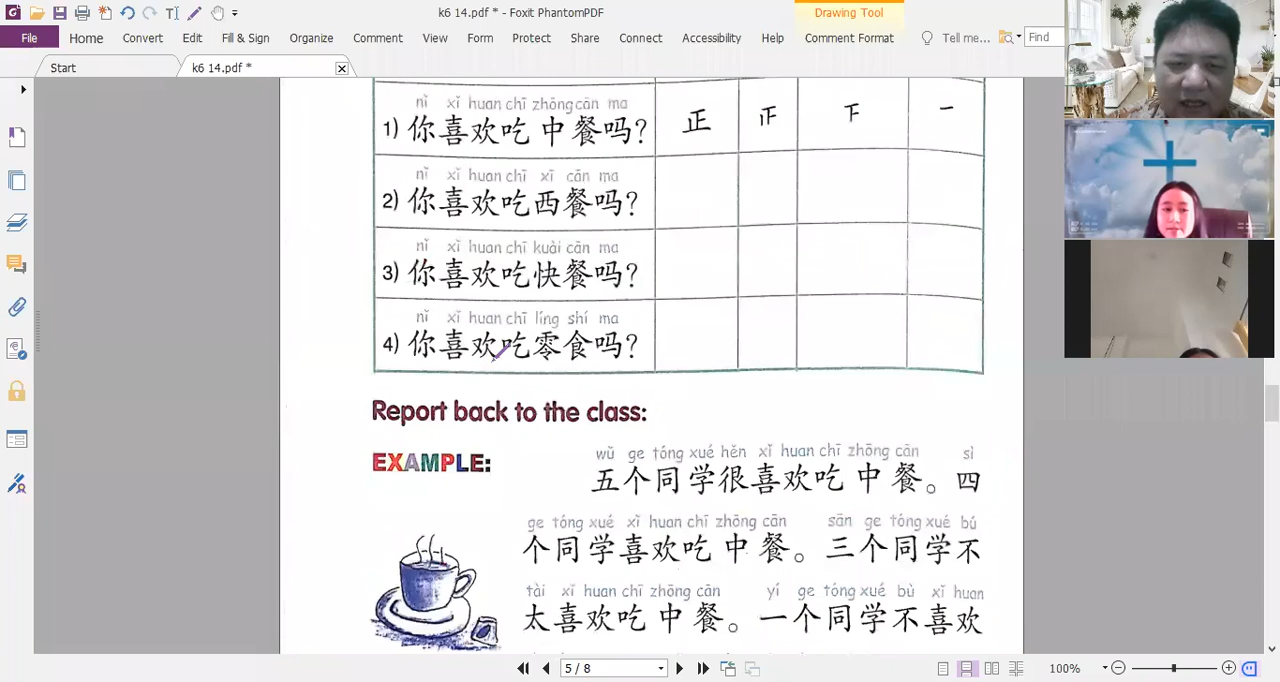 k6 14.pdf * - Foxit PhantomPDF
Drawing Tool
File Home Convert Edit Fill & Sign Organize Comment View Form Protect Share Connect Accessibility Help Comment Format Tell me... Find
Start k6 14.pdf *
nǐ xǐ huan chī zhōng cān ma
1) 你喜欢吃中餐吗? 正 正 下 一
nǐ xǐ huan chī xī cān ma
2) 你喜欢吃西餐吗?
nǐ xǐ huan chī kuài cān ma
3) 你喜欢吃快餐吗?
nǐ xǐ huan chī líng shí ma
4) 你喜欢吃零食吗?
Report back to the class:
EXAMPLE:
wǔ ge tóng xué hěn xǐ huan chī zhōng cān sì
五个同学很喜欢吃中餐。四
ge tóng xué xǐ huan chī zhōng cān sān ge tóng xué bú
个同学喜欢吃中餐。三个同学不
tài xǐ huan chī zhōng cān yí ge tóng xué bù xǐ huan
太喜欢吃中餐。一个同学不喜欢
5 / 8 100%